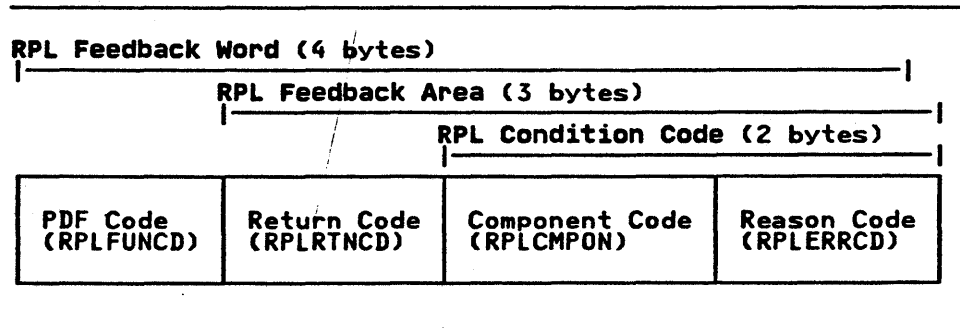 RPL Feedback Word (4 bytes)
RPL Feedback Area (3 bytes)
RPL Condition Code (2 bytes)
PDF Code
(RPLFUNCD)
Return Code
(RPLRTNCD)
Component Code
(RPLCMPON)
Reason Code
(RPLERRCD)